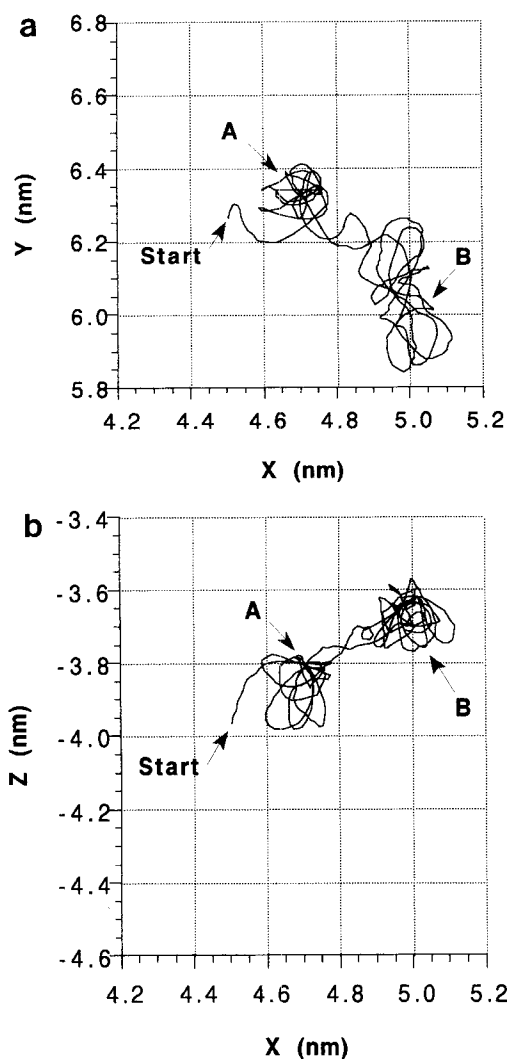 a
6.8
6.6
6.4
6.2
6.0
5.8
Y (nm)
A
Start
B
4.2 4.4 4.6 4.8 5.0 5.2
X (nm)
b
-3.4
-3.6
-3.8
-4.0
-4.2
-4.4
-4.6
Z (nm)
A
Start
B
4.2 4.4 4.6 4.8 5.0 5.2
X (nm)